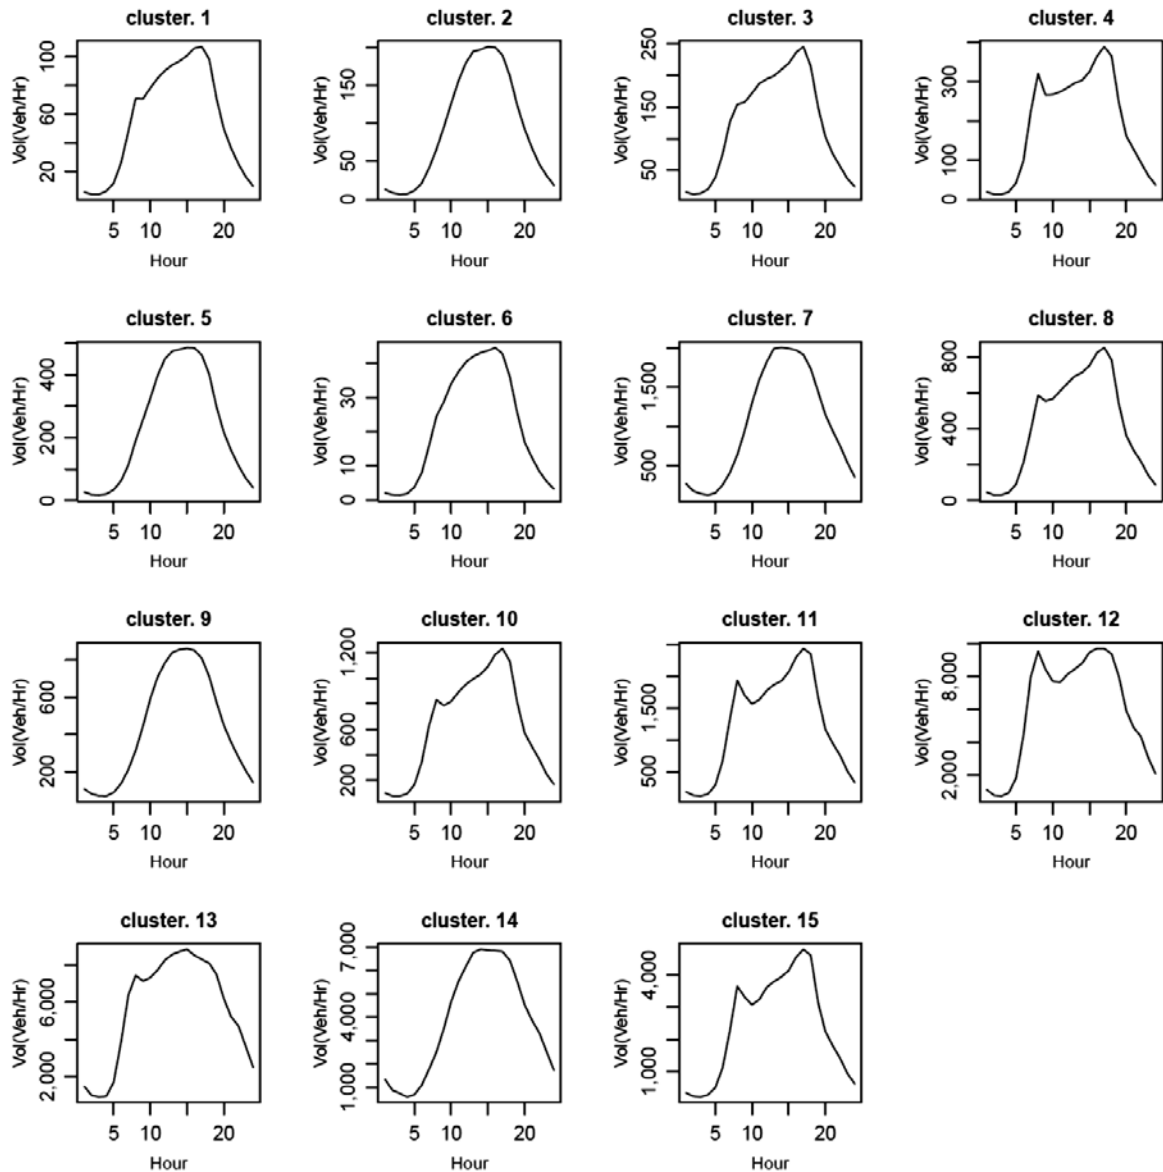 cluster. 1
Vol(Veh/Hr)
100
60
20
5 10 20
Hour
cluster. 2
Vol(Veh/Hr)
150
50
0
5 10 20
Hour
cluster. 3
Vol(Veh/Hr)
250
150
50
5 10 20
Hour
cluster. 4
Vol(Veh/Hr)
300
100
0
5 10 20
Hour
cluster. 5
Vol(Veh/Hr)
400
200
0
5 10 20
Hour
cluster. 6
Vol(Veh/Hr)
30
10
0
5 10 20
Hour
cluster. 7
Vol(Veh/Hr)
1,500
500
5 10 20
Hour
cluster. 8
Vol(Veh/Hr)
800
400
0
5 10 20
Hour
cluster. 9
Vol(Veh/Hr)
600
200
5 10 20
Hour
cluster. 10
Vol(Veh/Hr)
1,200
600
200
5 10 20
Hour
cluster. 11
Vol(Veh/Hr)
1,500
500
5 10 20
Hour
cluster. 12
Vol(Veh/Hr)
8,000
2,000
5 10 20
Hour
cluster. 13
Vol(Veh/Hr)
6,000
2,000
5 10 20
Hour
cluster. 14
Vol(Veh/Hr)
7,000
4,000
1,000
5 10 20
Hour
cluster. 15
Vol(Veh/Hr)
4,000
1,000
5 10 20
Hour